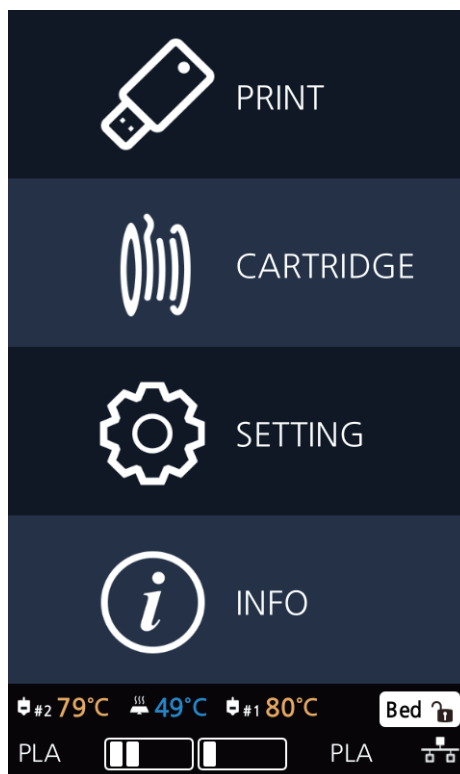 PRINT
CARTRIDGE
SETTING
INFO
#2 79°C 49°C #1 80°C Bed
PLA PLA